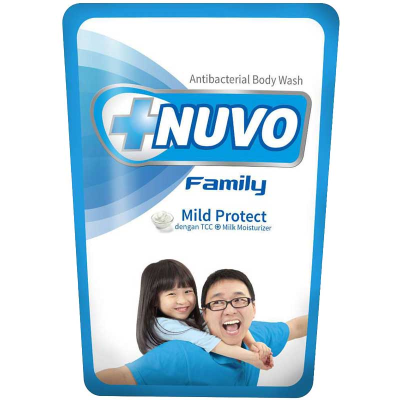 Antibacterial Body Wash
NUVO
Family
Mild Protect
dengan TCC ⊕ Milk Moisturizer